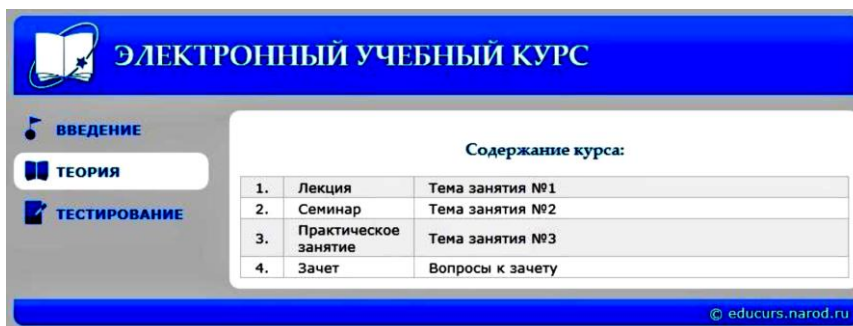 ЭЛЕКТРОННЫЙ УЧЕБНЫЙ КУРС
ВВЕДЕНИЕ
ТЕОРИЯ
ТЕСТИРОВАНИЕ
Содержание курса:
1. Лекция Тема занятия №1
2. Семинар Тема занятия №2
3. Практическое занятие Тема занятия №3
4. Зачет Вопросы к зачету
© educurs.narod.ru